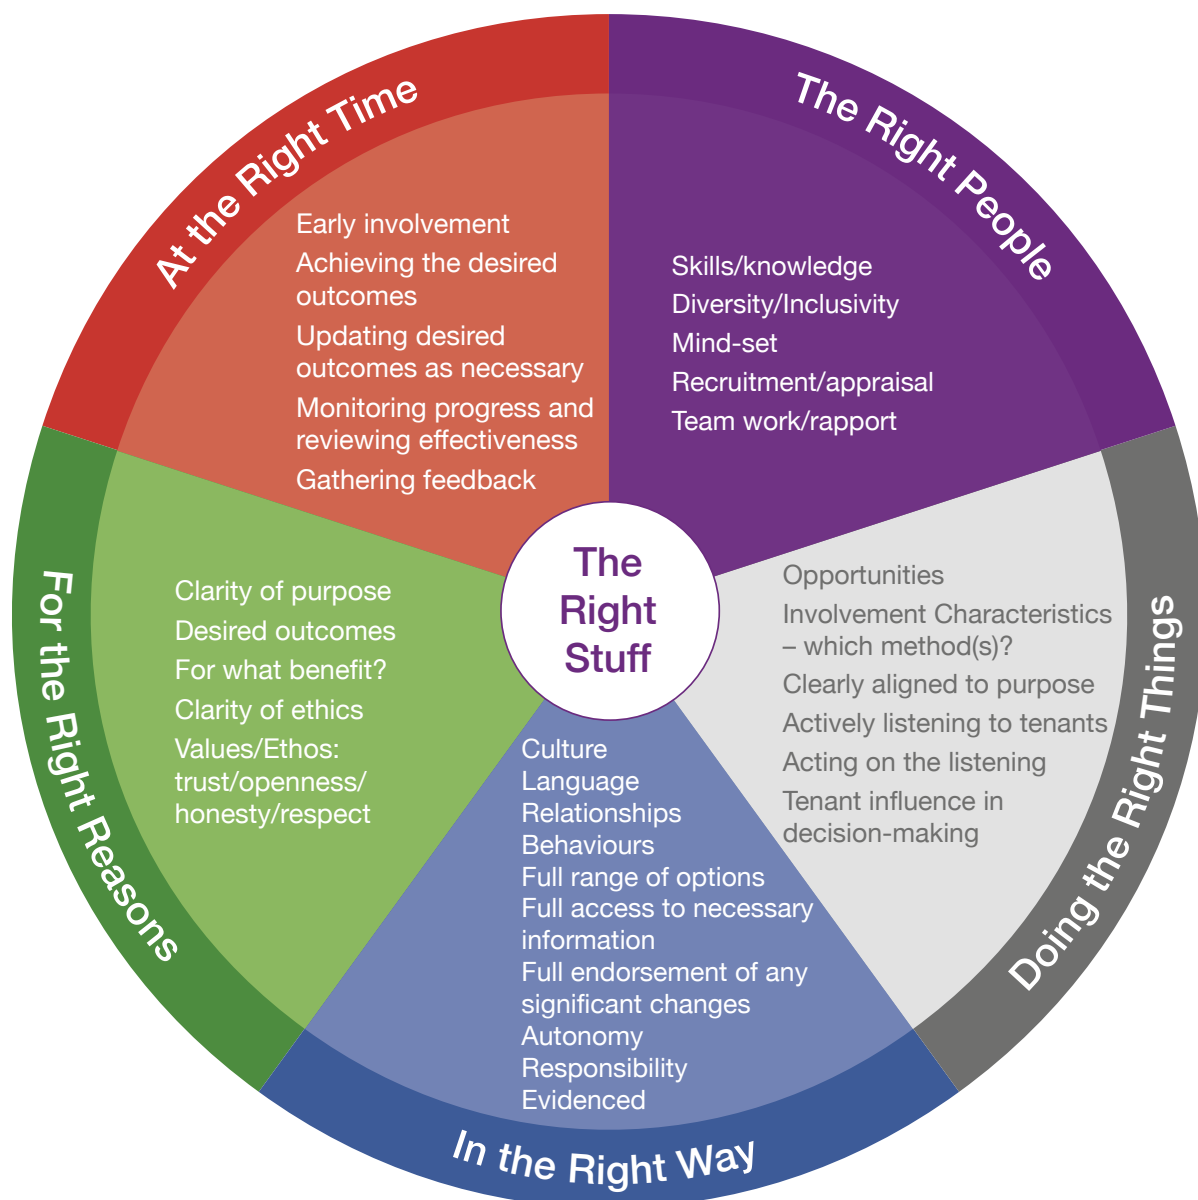 The Right People
Skills/knowledge
Diversity/Inclusivity
Mind-set
Recruitment/appraisal
Team work/rapport
Doing the Right Things
Opportunities
Involvement Characteristics
– which method(s)?
Clearly aligned to purpose
Actively listening to tenants
Acting on the listening
Tenant influence in
decision-making
In the Right Way
Culture
Language
Relationships
Behaviours
Full range of options
Full access to necessary
information
Full endorsement of any
significant changes
Autonomy
Responsibility
Evidenced
For the Right Reasons
Clarity of purpose
Desired outcomes
For what benefit?
Clarity of ethics
Values/Ethos:
trust/openness/
honesty/respect
At the Right Time
Early involvement
Achieving the desired
outcomes
Updating desired
outcomes as necessary
Monitoring progress and
reviewing effectiveness
Gathering feedback
The
Right
Stuff